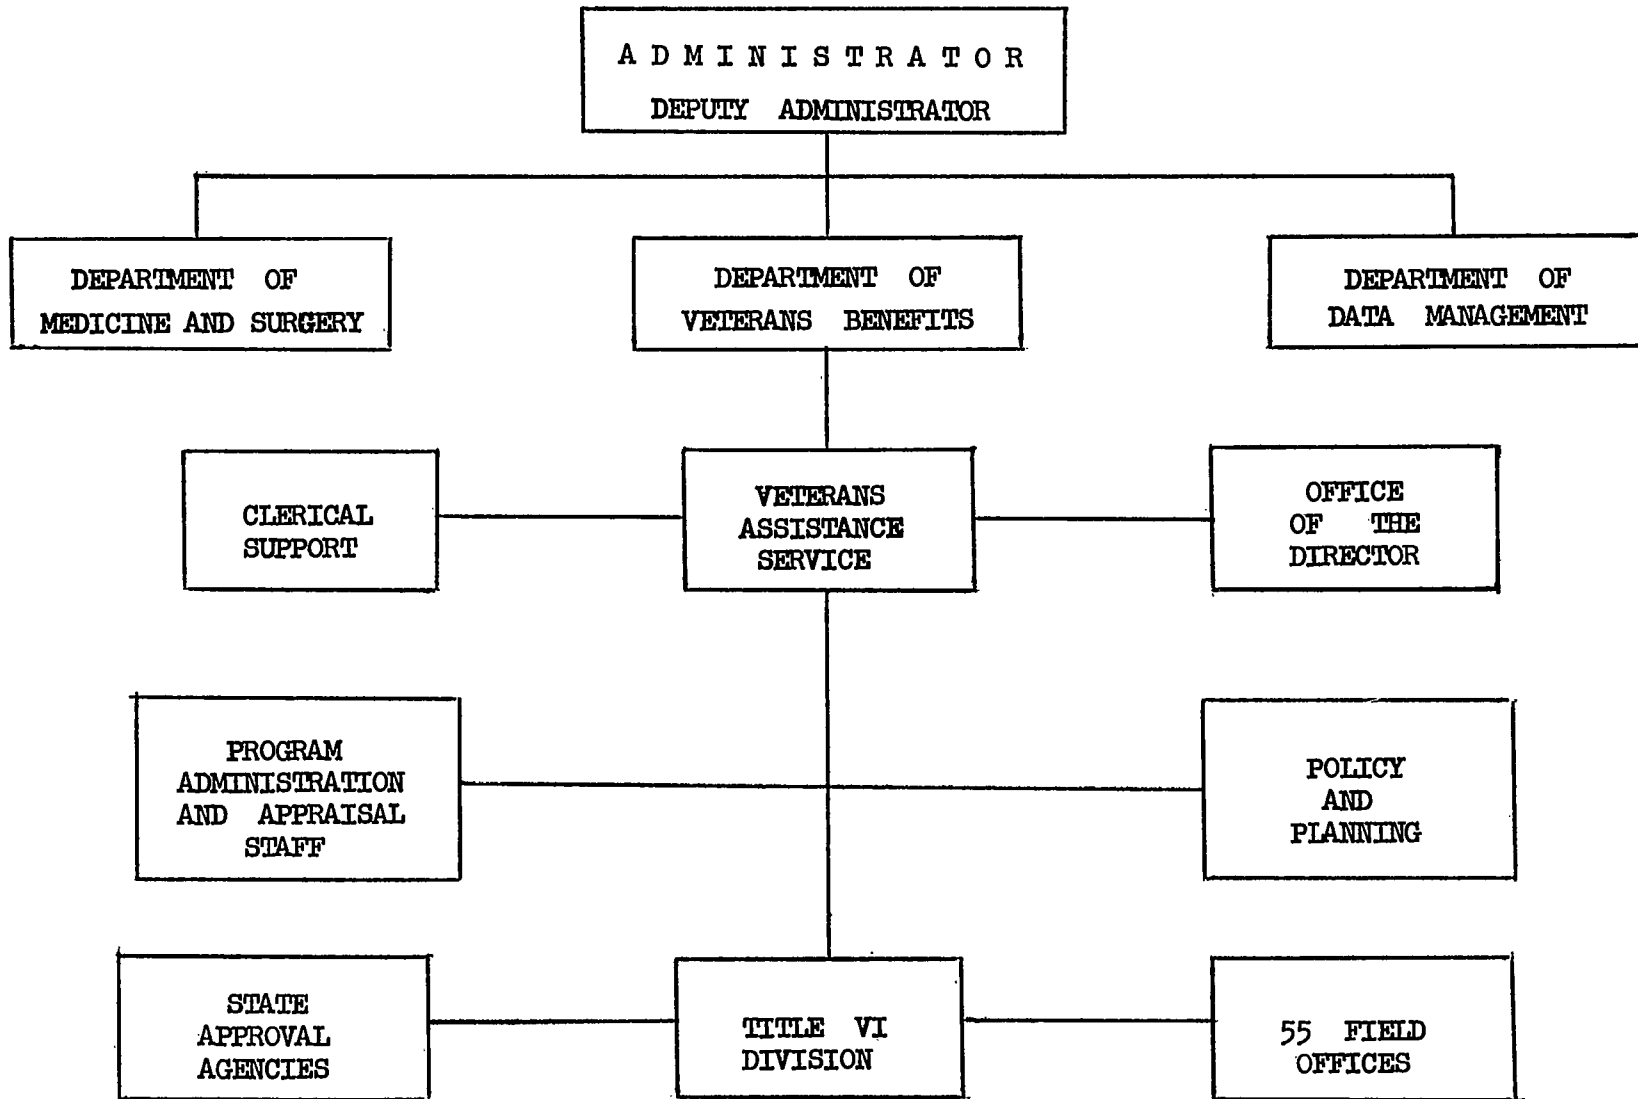 ADMINISTRATOR
DEPUTY ADMINISTRATOR
DEPARTMENT OF
MEDICINE AND SURGERY
DEPARTMENT OF
VETERANS BENEFITS
DEPARTMENT OF
DATA MANAGEMENT
CLERICAL
SUPPORT
VETERANS
ASSISTANCE
SERVICE
OFFICE
OF THE
DIRECTOR
PROGRAM
ADMINISTRATION
AND APPRAISAL
STAFF
POLICY
AND
PLANNING
STATE
APPROVAL
AGENCIES
TITLE VI
DIVISION
55 FIELD
OFFICES